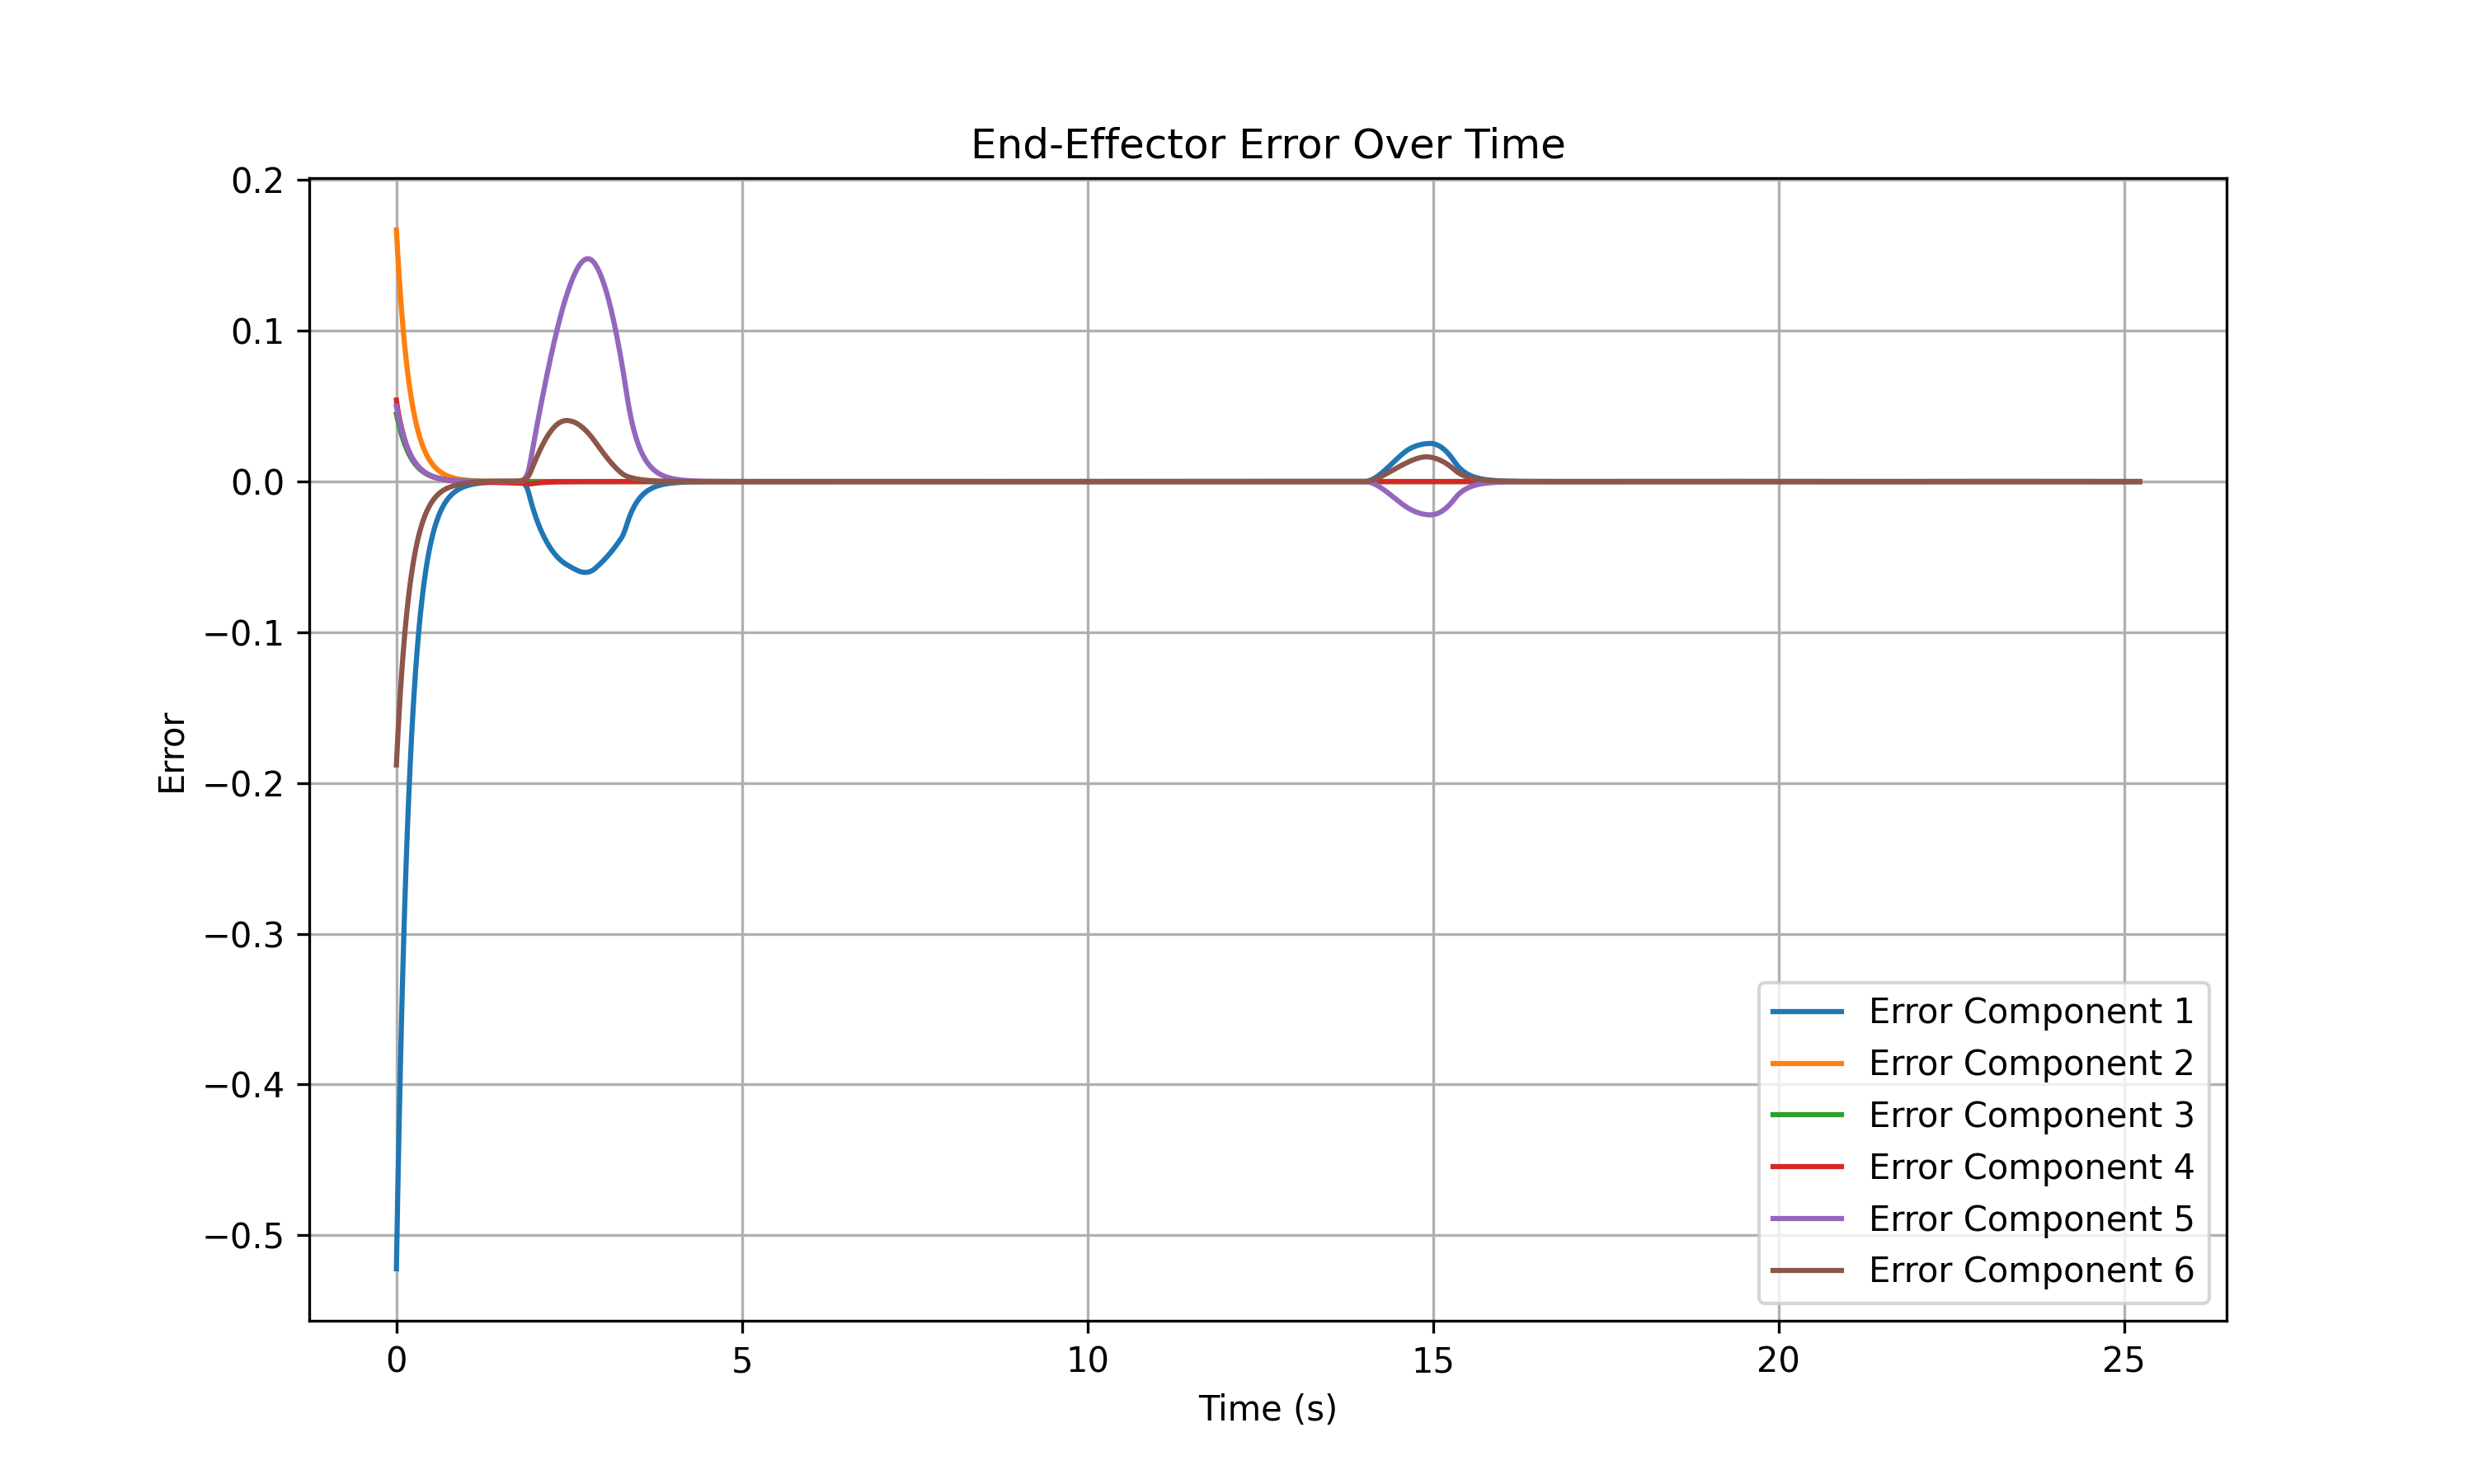 End-Effector Error Over Time
0.2
0.1
0.0
−0.1
−0.2
−0.3
−0.4
−0.5
Error
0 5 10 15 20 25
Time (s)
Error Component 1
Error Component 2
Error Component 3
Error Component 4
Error Component 5
Error Component 6